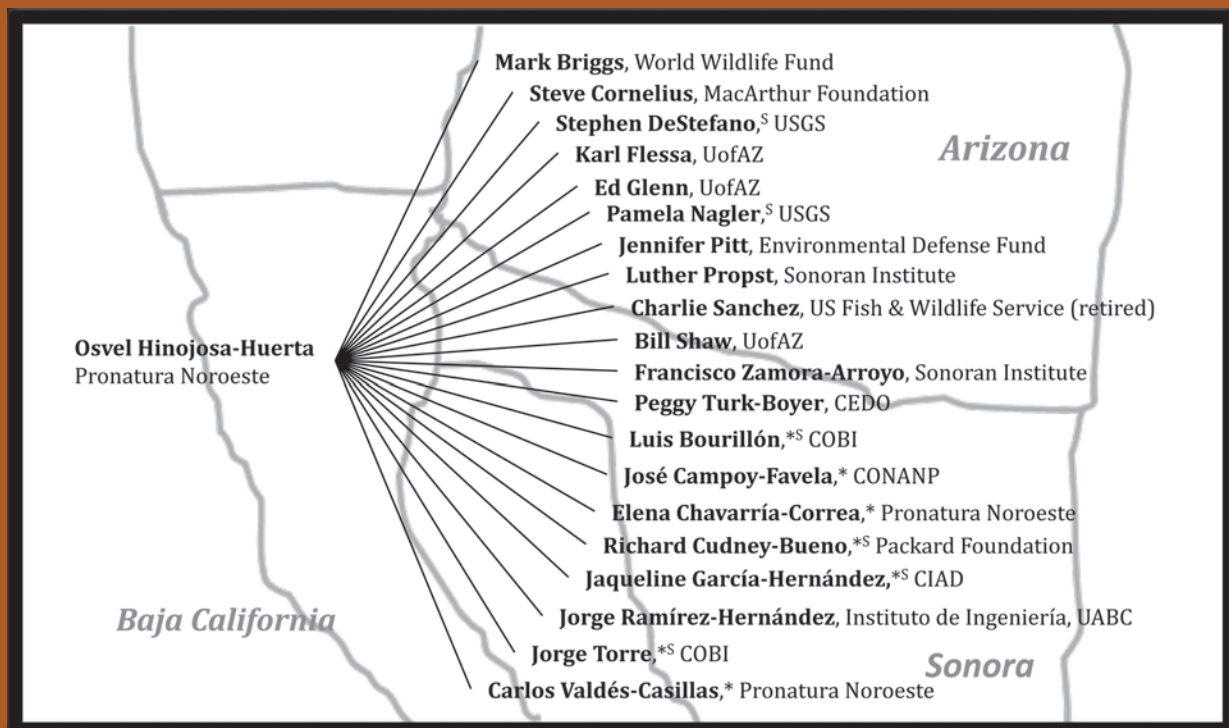 Mark Briggs, World Wildlife Fund
Steve Cornelius, MacArthur Foundation
Stephen DeStefano,ˢ USGS
Arizona
Karl Flessa, UofAZ
Ed Glenn, UofAZ
Pamela Nagler,ˢ USGS
Jennifer Pitt, Environmental Defense Fund
Luther Propst, Sonoran Institute
Charlie Sanchez, US Fish & Wildlife Service (retired)
Bill Shaw, UofAZ
Osvel Hinojosa-Huerta
Pronatura Noroeste
Francisco Zamora-Arroyo, Sonoran Institute
Peggy Turk-Boyer, CEDO
Luis Bourillón,*ˢ COBI
José Campoy-Favela,* CONANP
Elena Chavarría-Correa,* Pronatura Noroeste
Richard Cudney-Bueno,*ˢ Packard Foundation
Jaqueline García-Hernández,*ˢ CIAD
Baja California
Jorge Ramírez-Hernández, Instituto de Ingeniería, UABC
Jorge Torre,*ˢ COBI
Sonora
Carlos Valdés-Casillas,* Pronatura Noroeste